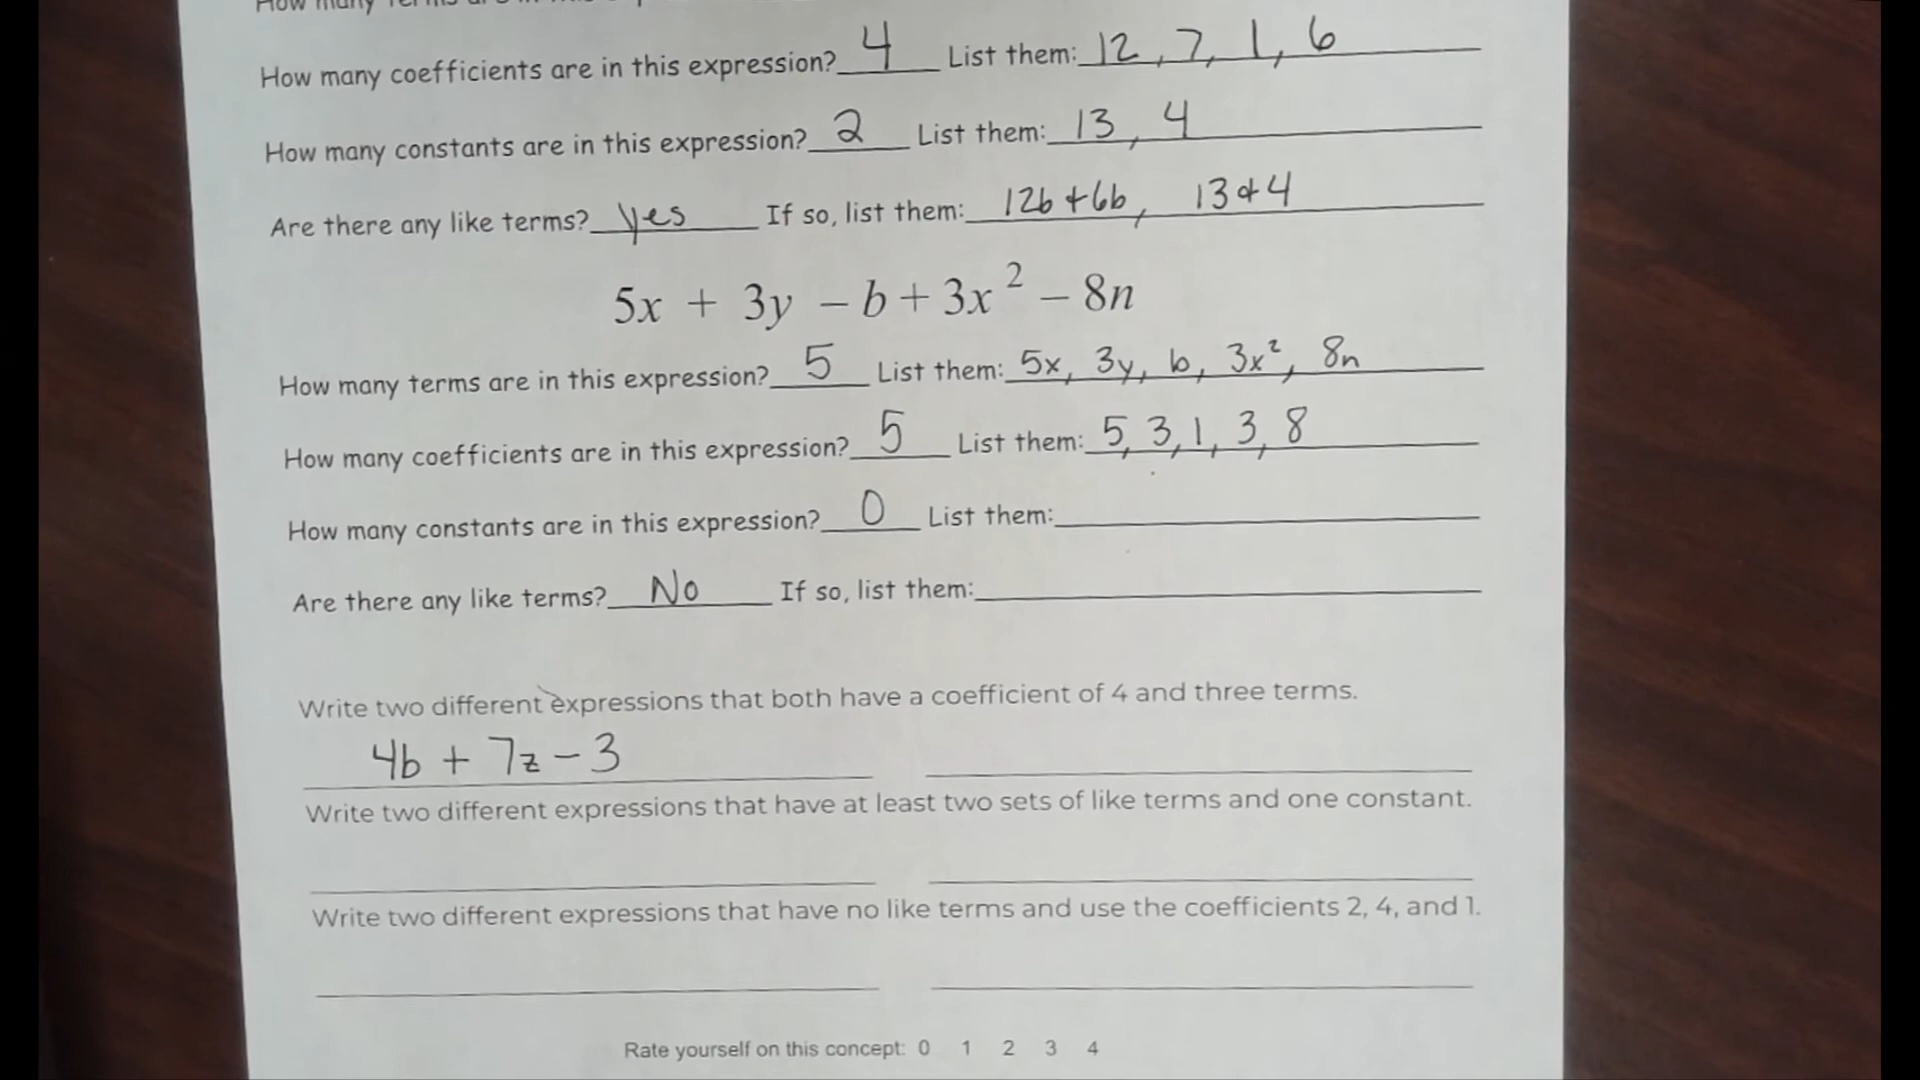 How many terms are in this exp
How many coefficients are in this expression? 4 List them: 12, 7, 1, 6
How many constants are in this expression? 2 List them: 13, 4
Are there any like terms? yes If so, list them: 12b + 6b, 13 & 4
5x + 3y − b + 3x² − 8n
How many terms are in this expression? 5 List them: 5x, 3y, b, 3x², 8n
How many coefficients are in this expression? 5 List them: 5, 3, 1, 3, 8
How many constants are in this expression? 0 List them:
Are there any like terms? No If so, list them:
Write two different expressions that both have a coefficient of 4 and three terms.
4b + 7z − 3
Write two different expressions that have at least two sets of like terms and one constant.
Write two different expressions that have no like terms and use the coefficients 2, 4, and 1.
Rate yourself on this concept: 0 1 2 3 4